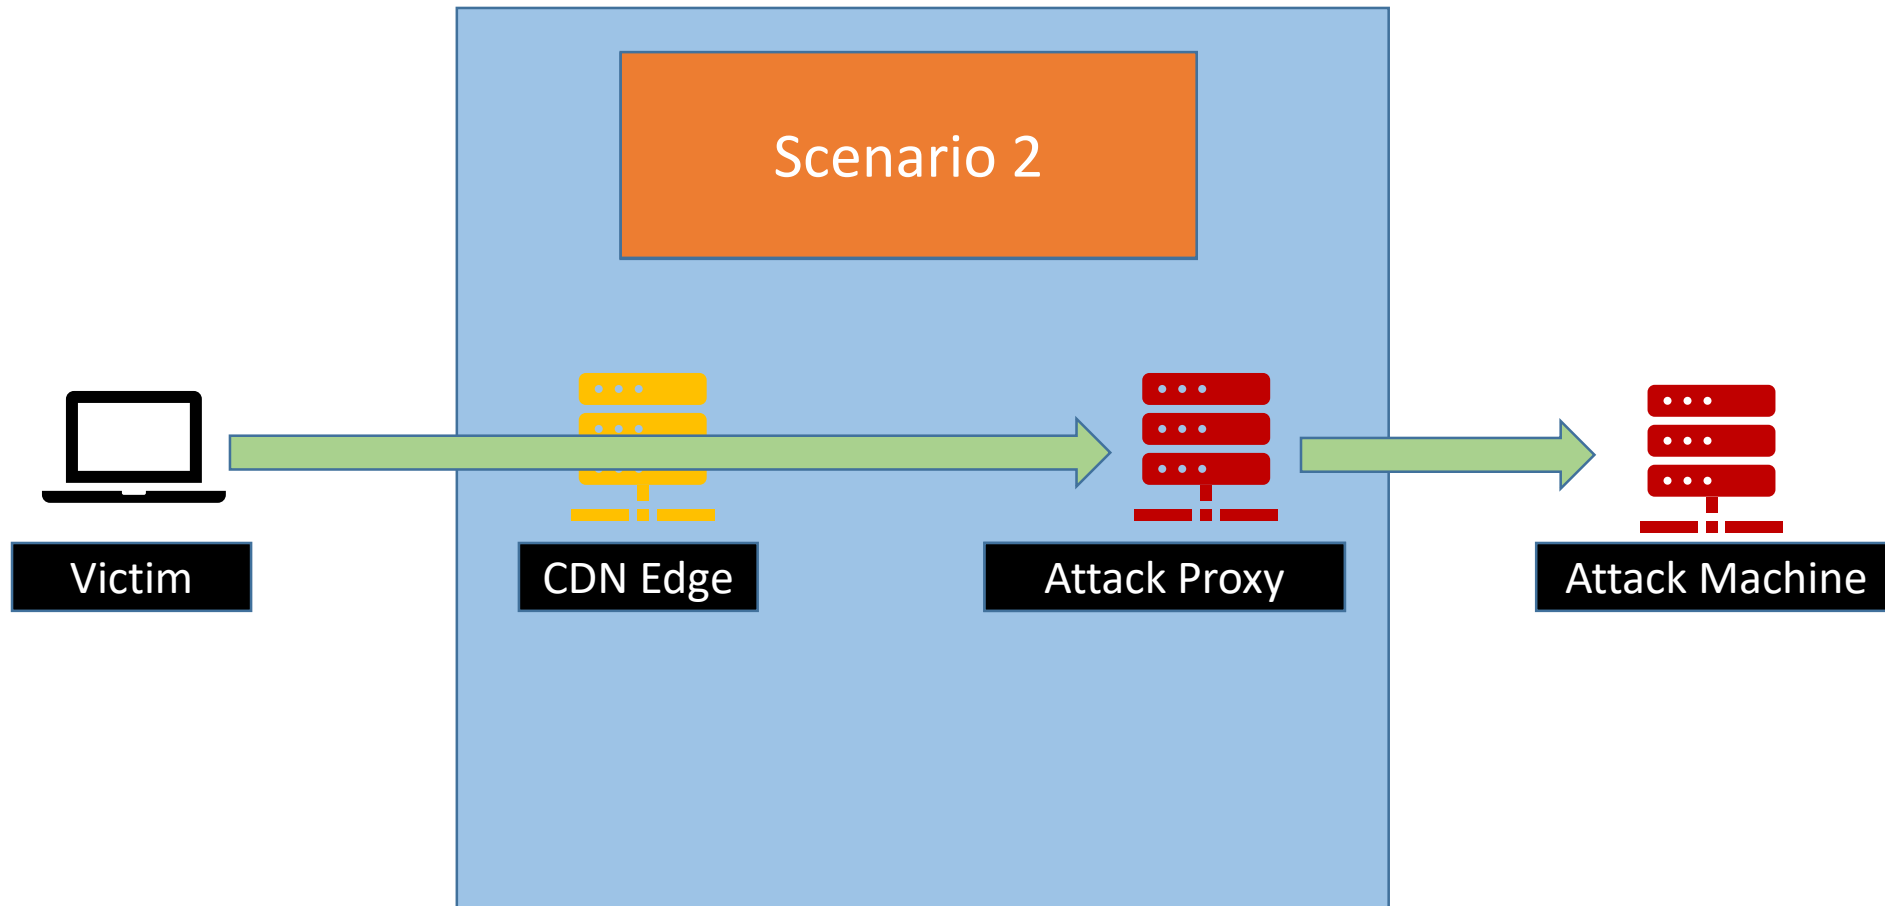 Scenario 2
Victim
CDN Edge
Attack Proxy
Attack Machine